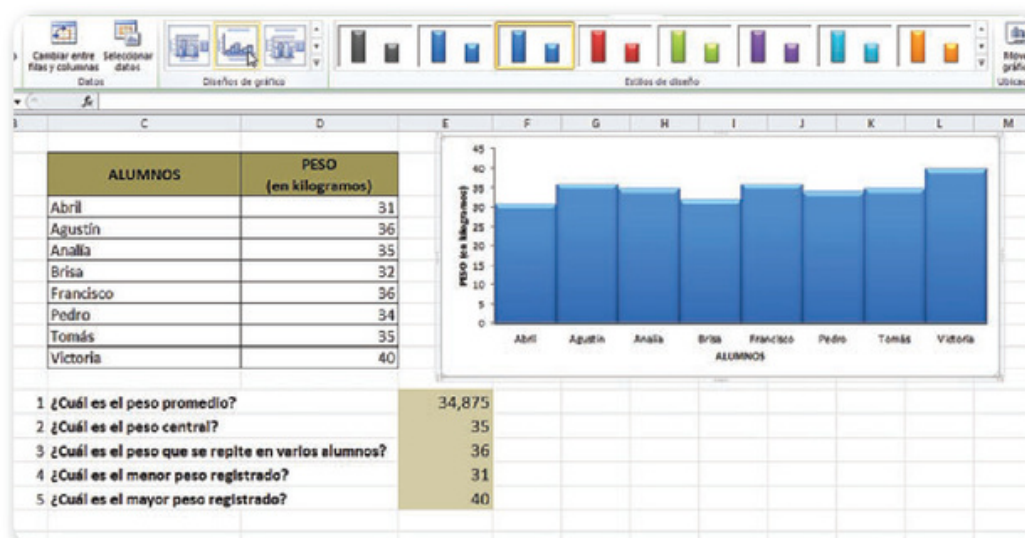 Cambiar entre filas y columnas
Seleccionar datos
Datos
Diseños de gráfico
Estilos de diseño
Move
gráfic
Ubicac
fx
C D E F G H I J K L M
ALUMNOS
PESO
(en kilogramos)
Abril 31
Agustín 36
Analía 35
Brisa 32
Francisco 36
Pedro 34
Tomás 35
Victoria 40
PESO (en kilogramos)
45
40
35
30
25
20
15
10
5
0
Abril Agustín Analía Brisa Francisco Pedro Tomás Victoria
ALUMNOS
1 ¿Cuál es el peso promedio? 34,875
2 ¿Cuál es el peso central? 35
3 ¿Cuál es el peso que se repite en varios alumnos? 36
4 ¿Cuál es el menor peso registrado? 31
5 ¿Cuál es el mayor peso registrado? 40